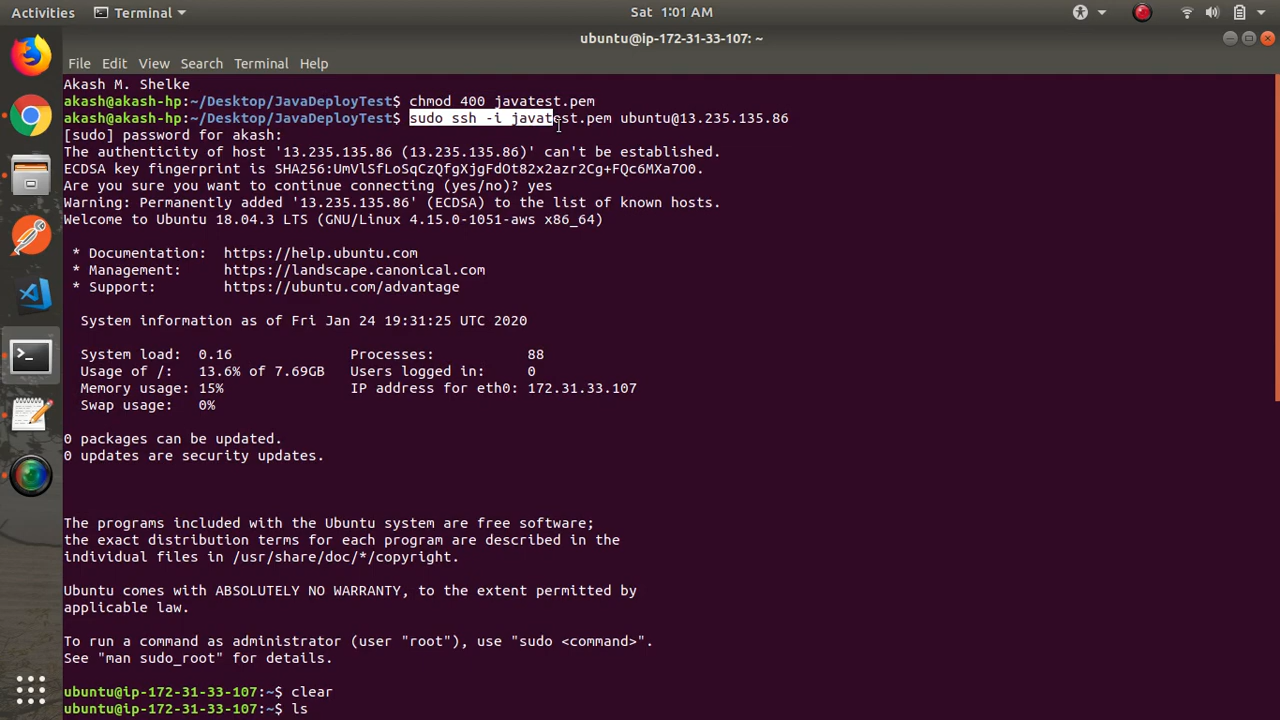 Activities Terminal Sat 1:01 AM
ubuntu@ip-172-31-33-107: ~
File Edit View Search Terminal Help
Akash M. Shelke
akash@akash-hp:~/Desktop/JavaDeployTest$ chmod 400 javatest.pem
akash@akash-hp:~/Desktop/JavaDeployTest$ sudo ssh -i javatest.pem ubuntu@13.235.135.86
[sudo] password for akash:
The authenticity of host '13.235.135.86 (13.235.135.86)' can't be established.
ECDSA key fingerprint is SHA256:UmVlSfLoSqCzQfgXjgFdOt82x2azr2Cg+FQc6MXa7O0.
Are you sure you want to continue connecting (yes/no)? yes
Warning: Permanently added '13.235.135.86' (ECDSA) to the list of known hosts.
Welcome to Ubuntu 18.04.3 LTS (GNU/Linux 4.15.0-1051-aws x86_64)
* Documentation: https://help.ubuntu.com
* Management: https://landscape.canonical.com
* Support: https://ubuntu.com/advantage
System information as of Fri Jan 24 19:31:25 UTC 2020
System load: 0.16 Processes: 88
Usage of /: 13.6% of 7.69GB Users logged in: 0
Memory usage: 15% IP address for eth0: 172.31.33.107
Swap usage: 0%
0 packages can be updated.
0 updates are security updates.
The programs included with the Ubuntu system are free software;
the exact distribution terms for each program are described in the
individual files in /usr/share/doc/*/copyright.
Ubuntu comes with ABSOLUTELY NO WARRANTY, to the extent permitted by
applicable law.
To run a command as administrator (user "root"), use "sudo <command>".
See "man sudo_root" for details.
ubuntu@ip-172-31-33-107:~$ clear
ubuntu@ip-172-31-33-107:~$ ls